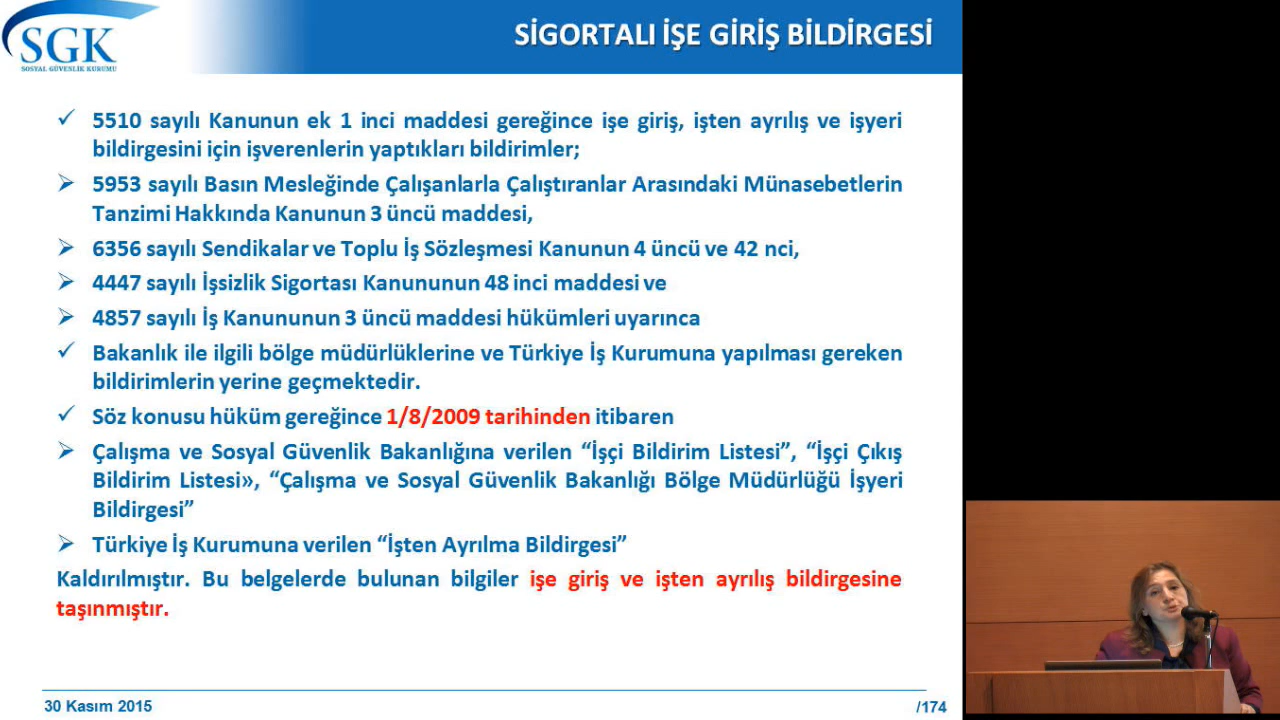 SGK
SOSYAL GÜVENLİK KURUMU
SİGORTALI İŞE GİRİŞ BİLDİRGESİ
✓ 5510 sayılı Kanunun ek 1 inci maddesi gereğince işe giriş, işten ayrılış ve işyeri
bildirgesini için işverenlerin yaptıkları bildirimler;
➢ 5953 sayılı Basın Mesleğinde Çalışanlarla Çalıştıranlar Arasındaki Münasebetlerin
Tanzimi Hakkında Kanunun 3 üncü maddesi,
➢ 6356 sayılı Sendikalar ve Toplu İş Sözleşmesi Kanunun 4 üncü ve 42 nci,
➢ 4447 sayılı İşsizlik Sigortası Kanununun 48 inci maddesi ve
➢ 4857 sayılı İş Kanununun 3 üncü maddesi hükümleri uyarınca
✓ Bakanlık ile ilgili bölge müdürlüklerine ve Türkiye İş Kurumuna yapılması gereken
bildirimlerin yerine geçmektedir.
✓ Söz konusu hüküm gereğince 1/8/2009 tarihinden itibaren
➢ Çalışma ve Sosyal Güvenlik Bakanlığına verilen “İşçi Bildirim Listesi”, “İşçi Çıkış
Bildirim Listesi», “Çalışma ve Sosyal Güvenlik Bakanlığı Bölge Müdürlüğü İşyeri
Bildirgesi”
➢ Türkiye İş Kurumuna verilen “İşten Ayrılma Bildirgesi”
Kaldırılmıştır. Bu belgelerde bulunan bilgiler işe giriş ve işten ayrılış bildirgesine
taşınmıştır.
30 Kasım 2015
/174